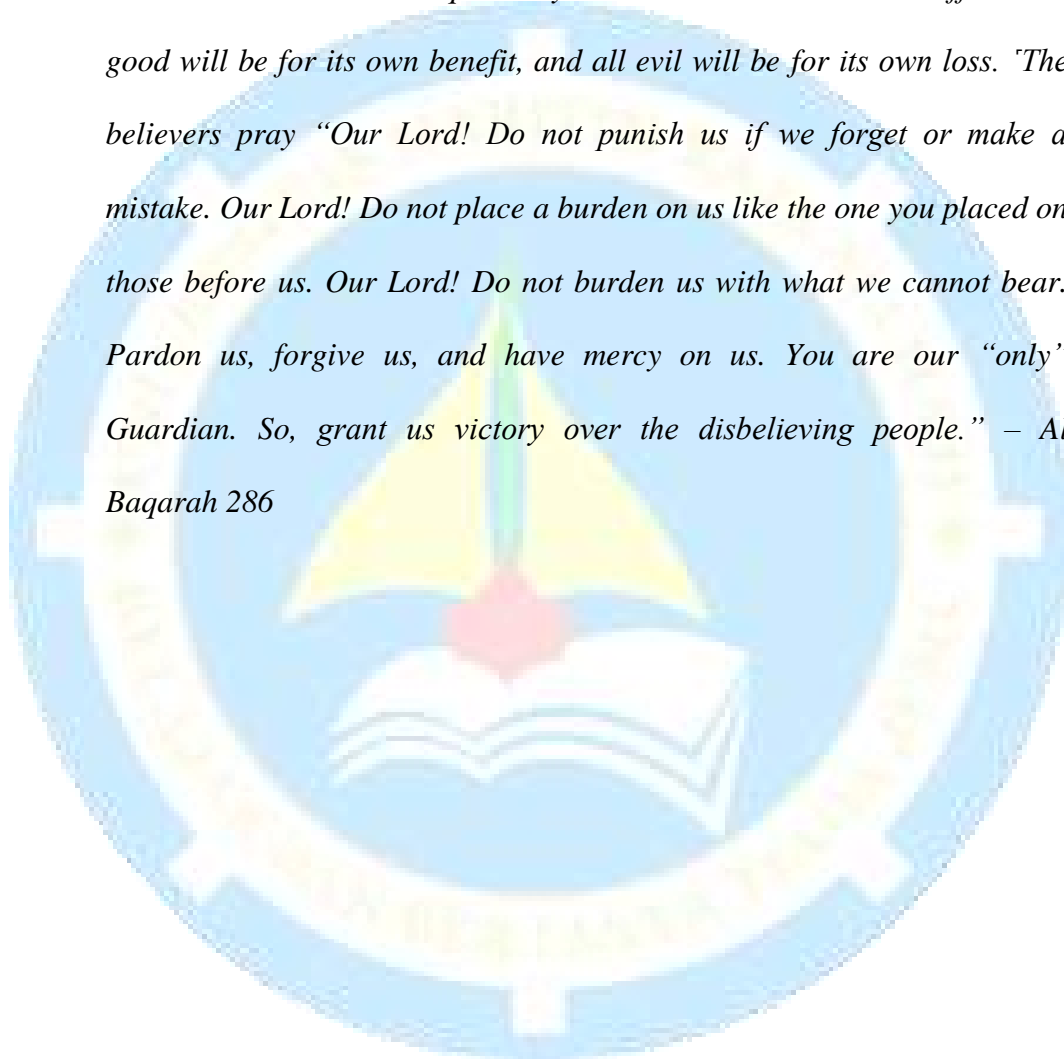 good will be for its own benefit, and all evil will be for its own loss. ˹The
believers pray “Our Lord! Do not punish us if we forget or make a
mistake. Our Lord! Do not place a burden on us like the one you placed on
those before us. Our Lord! Do not burden us with what we cannot bear.
Pardon us, forgive us, and have mercy on us. You are our “only’
Guardian. So, grant us victory over the disbelieving people.” – Al
Baqarah 286